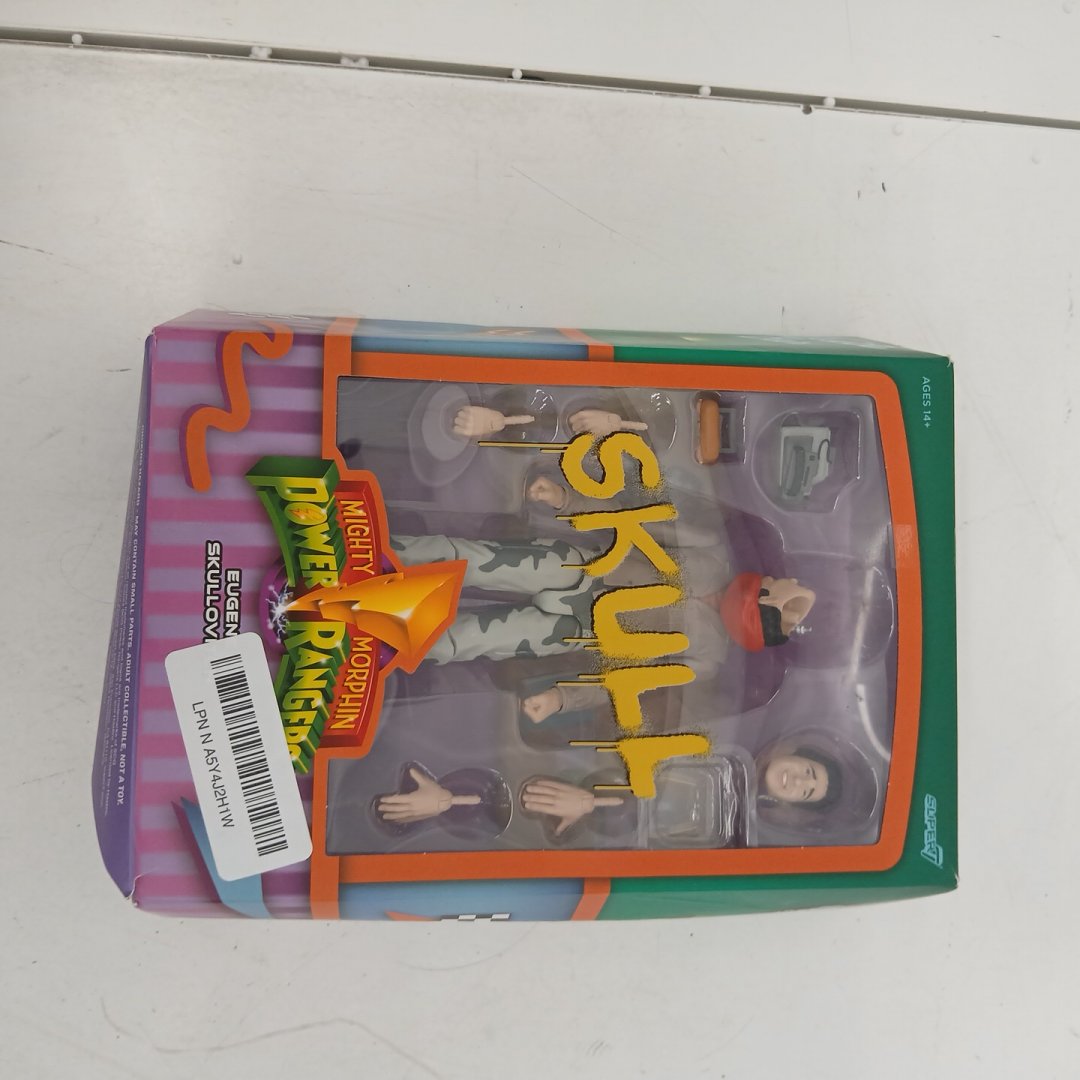 AGES 14+
SUPER7
SKULL
MIGHTY MORPHIN
POWER RANGERS
EUGENE
SKULLOVI
LPN N A5Y4J2H1W
MAY CONTAIN SMALL PARTS. ADULT COLLECTIBLE, NOT A TOY.